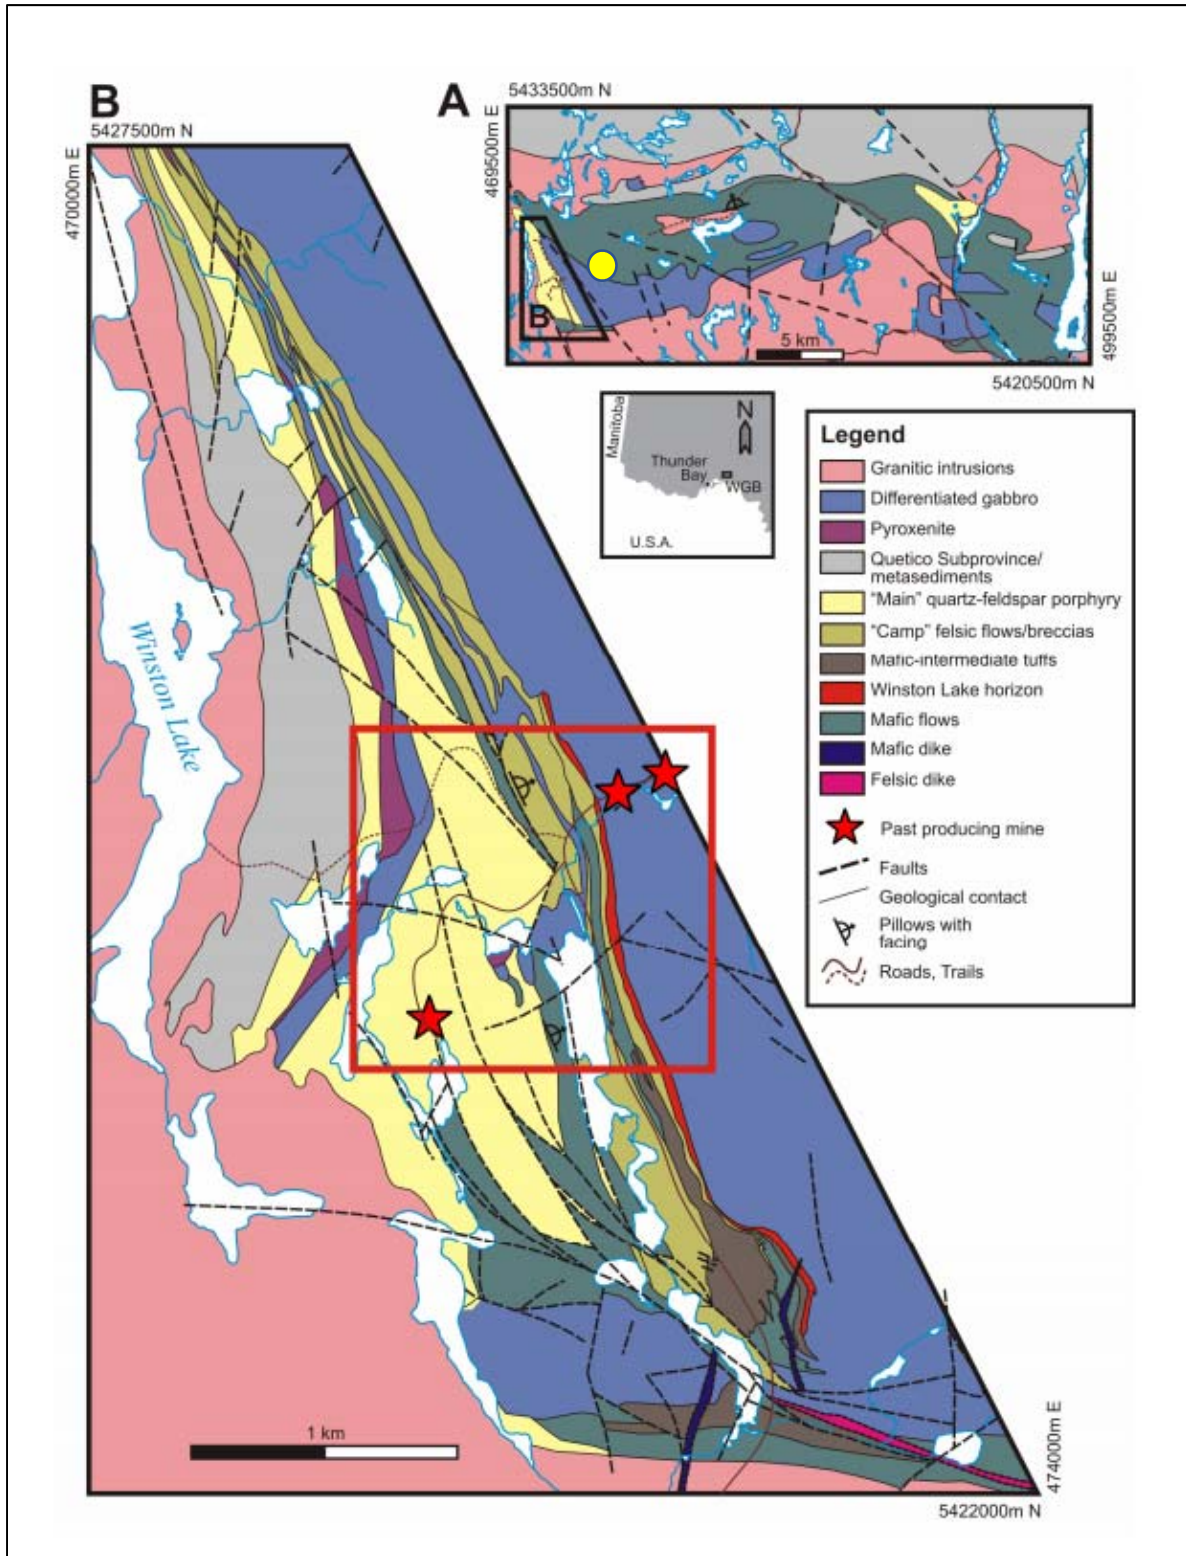 B
5427500m N
470000m E
A
5433500m N
469500m E
B
5 km
499500m E
5420500m N
Manitoba
N
Thunder
Bay
WGB
U.S.A.
Legend
Granitic intrusions
Differentiated gabbro
Pyroxenite
Quetico Subprovince/
metasediments
"Main" quartz-feldspar porphyry
"Camp" felsic flows/breccias
Mafic-intermediate tuffs
Winston Lake horizon
Mafic flows
Mafic dike
Felsic dike
Past producing mine
Faults
Geological contact
Pillows with
facing
Roads, Trails
Winston Lake
1 km
474000m E
5422000m N